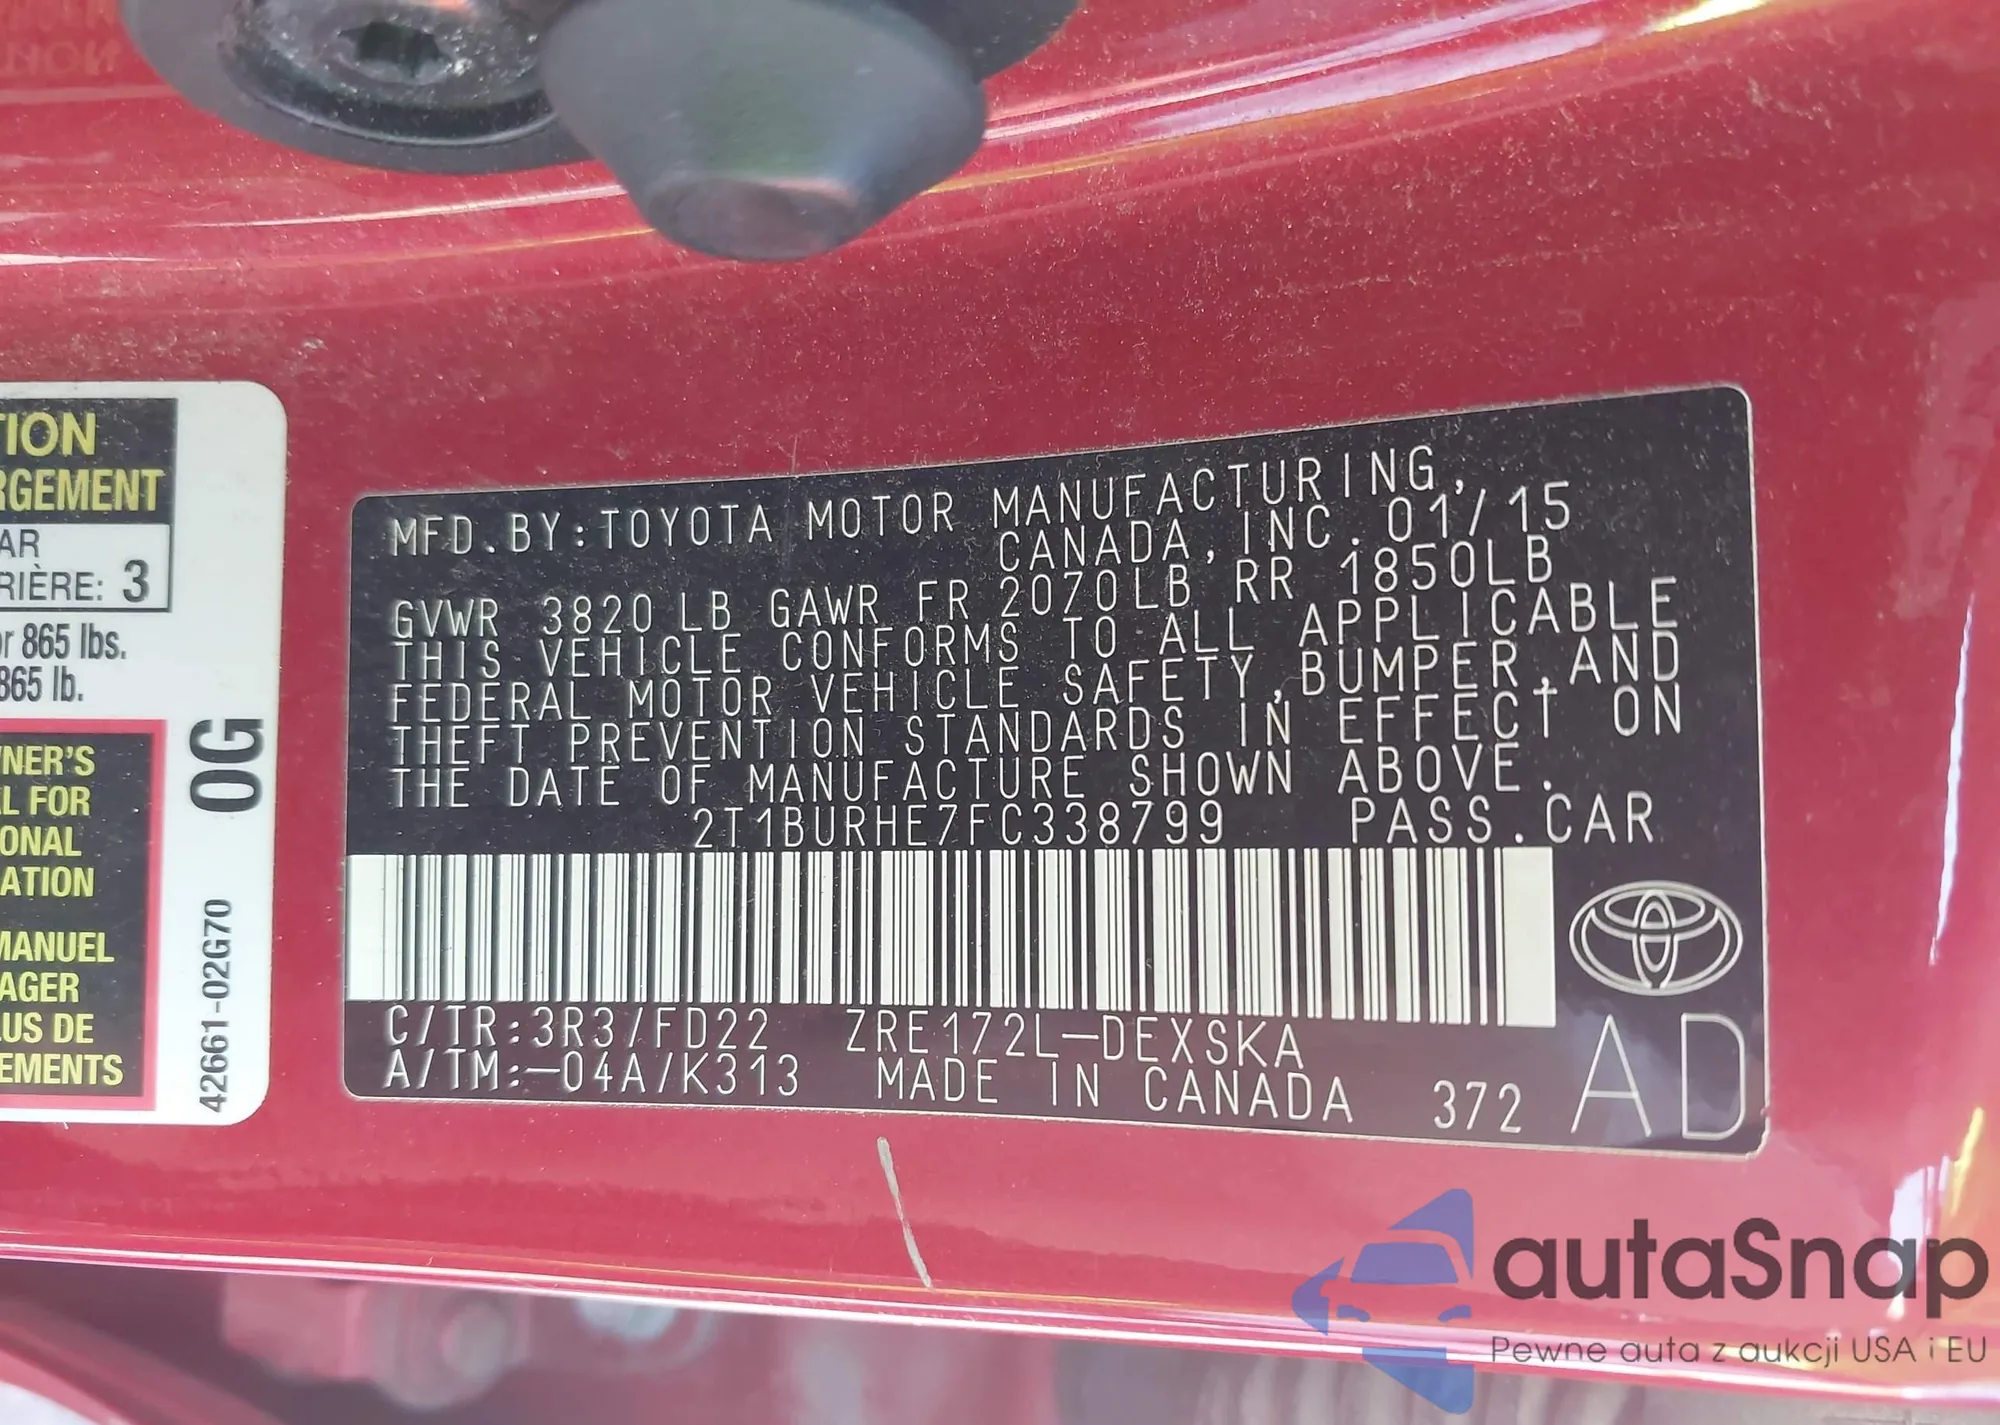 TION
RGEMENT
AR
RIÈRE: 3
or 865 lbs.
865 lb.
NER'S
L FOR
ONAL
ATION
MANUEL
AGER
LUS DE
EMENTS
0G
42661-02G70
MFD.BY:TOYOTA MOTOR MANUFACTURING,
CANADA,INC. 01/15
GVWR 3820LB GAWR FR 2070LB RR 1850LB
THIS VEHICLE CONFORMS TO ALL APPLICABLE
FEDERAL MOTOR VEHICLE SAFETY,BUMPER,AND
THEFT PREVENTION STANDARDS IN EFFECT ON
THE DATE OF MANUFACTURE SHOWN ABOVE.
2T1BURHE7FC338799 PASS.CAR
C/TR:3R3/FD22 ZRE172L-DEXSKA
A/TM:-04A/K313 MADE IN CANADA 372 AD
autaSnap
Pewne auta z aukcji USA i EU